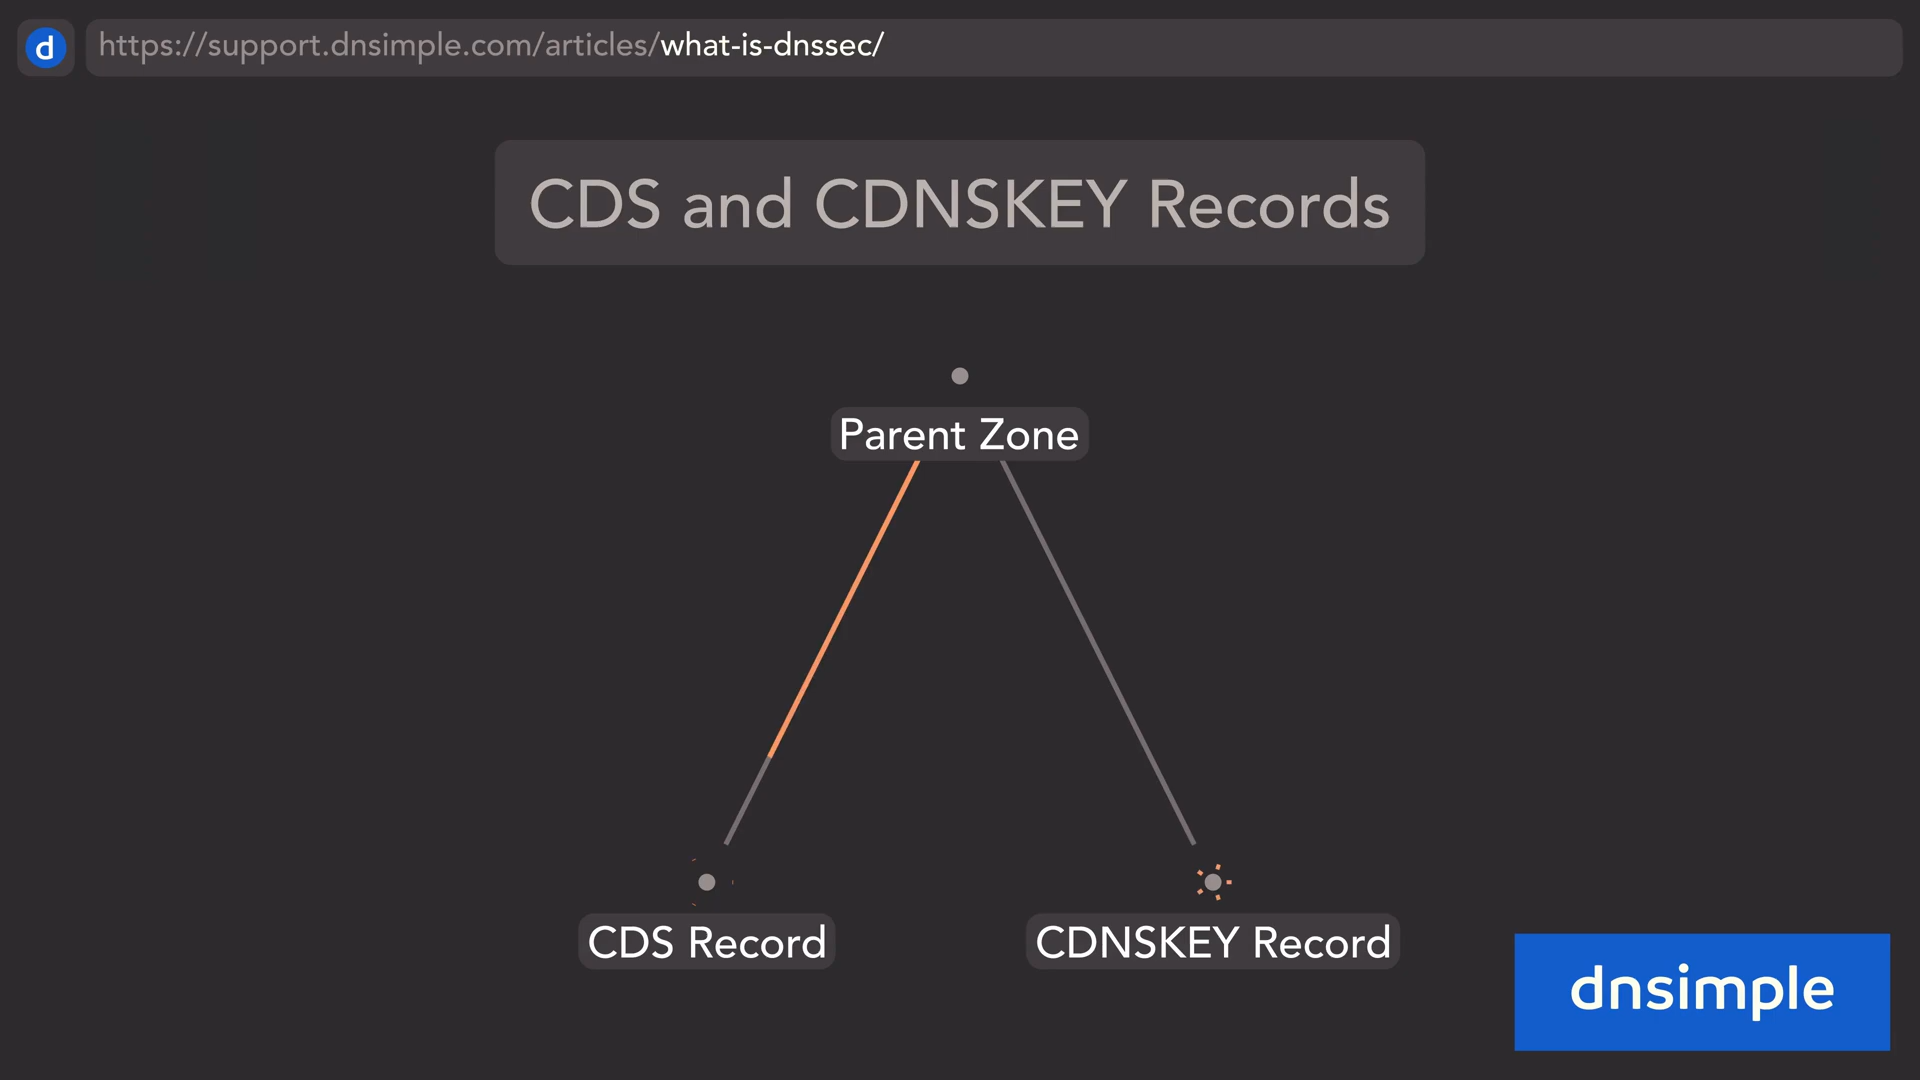 d
https://support.dnsimple.com/articles/what-is-dnssec/
CDS and CDNSKEY Records
Parent Zone
CDS Record
CDNSKEY Record
dnsimple